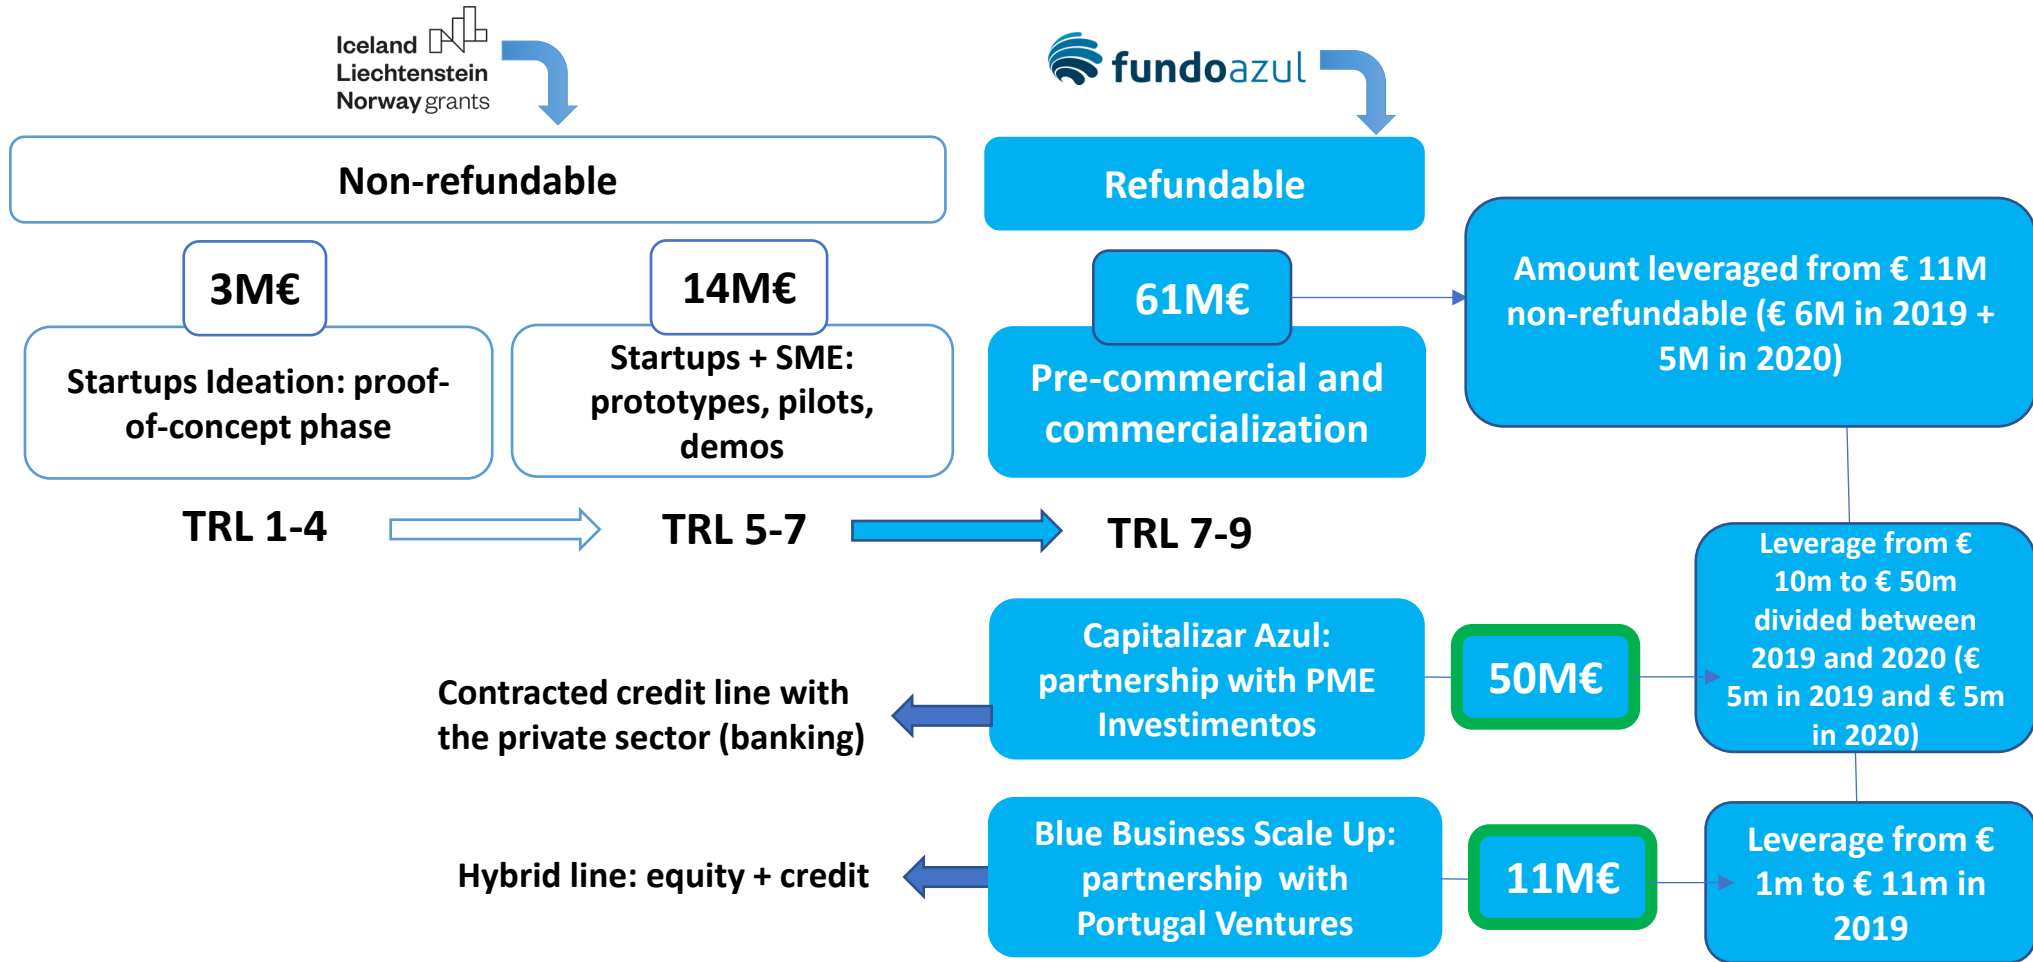 Iceland
Liechtenstein
Norway grants
fundoazul
Non-refundable
Refundable
3M€
14M€
61M€
Amount leveraged from € 11M
non-refundable (€ 6M in 2019 +
5M in 2020)
Startups Ideation: proof-
of-concept phase
Startups + SME:
prototypes, pilots,
demos
Pre-commercial and
commercialization
TRL 1-4
TRL 5-7
TRL 7-9
Leverage from €
10m to € 50m
divided between
2019 and 2020 (€
5m in 2019 and € 5m
in 2020)
Contracted credit line with
the private sector (banking)
Capitalizar Azul:
partnership with PME
Investimentos
50M€
Hybrid line: equity + credit
Blue Business Scale Up:
partnership with
Portugal Ventures
11M€
Leverage from €
1m to € 11m in
2019